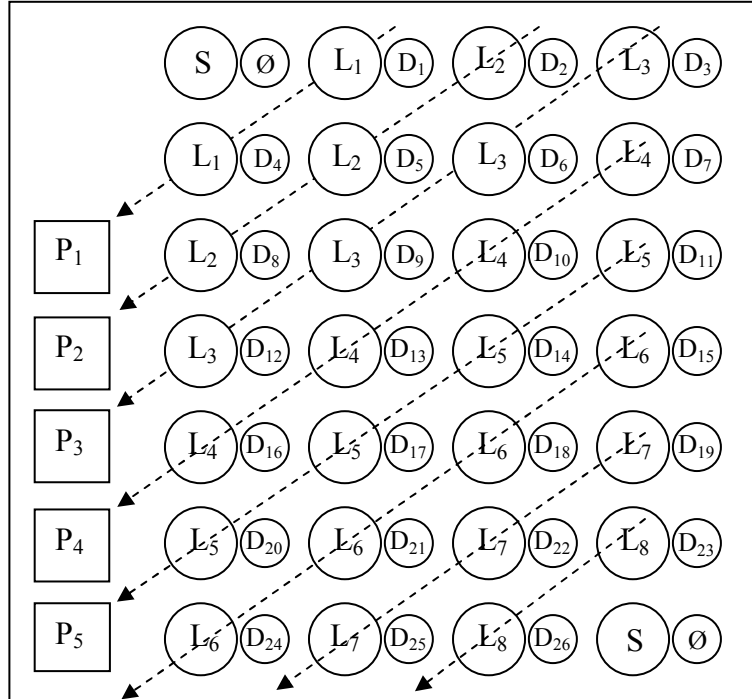 S Ø L₁ D₁ L₂ D₂ L₃ D₃
L₁ D₄ L₂ D₅ L₃ D₆ L₄ D₇
P₁ L₂ D₈ L₃ D₉ L₄ D₁₀ L₅ D₁₁
P₂ L₃ D₁₂ L₄ D₁₃ L₅ D₁₄ L₆ D₁₅
P₃ L₄ D₁₆ L₅ D₁₇ L₆ D₁₈ L₇ D₁₉
P₄ L₅ D₂₀ L₆ D₂₁ L₇ D₂₂ L₈ D₂₃
P₅ L₆ D₂₄ L₇ D₂₅ L₈ D₂₆ S Ø